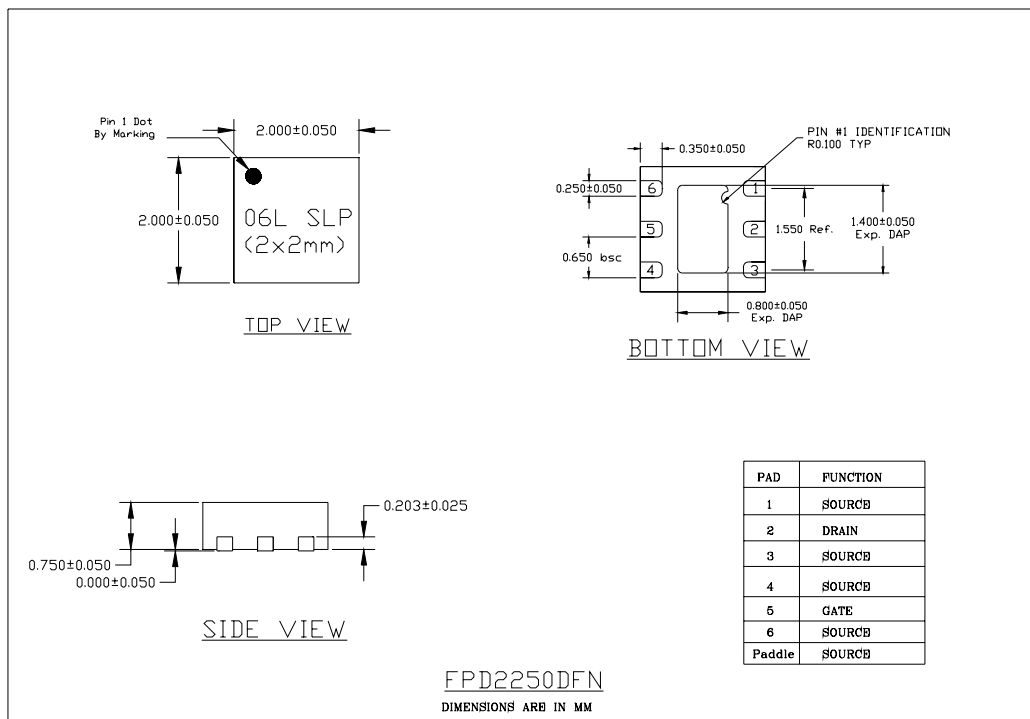 Pin 1 Dot
By Marking
2.000±0.050
2.000±0.050
06L SLP
(2x2mm)
TOP VIEW
PIN #1 IDENTIFICATION
R0.100 TYP
0.350±0.050
0.250±0.050
0.650 bsc
6
5
4
1
2
3
1.550 Ref.
1.400±0.050
Exp. DAP
0.800±0.050
Exp. DAP
BOTTOM VIEW
0.203±0.025
0.750±0.050
0.000±0.050
SIDE VIEW
PAD FUNCTION
1 SOURCE
2 DRAIN
3 SOURCE
4 SOURCE
5 GATE
6 SOURCE
Paddle SOURCE
FPD2250DFN
DIMENSIONS ARE IN MM